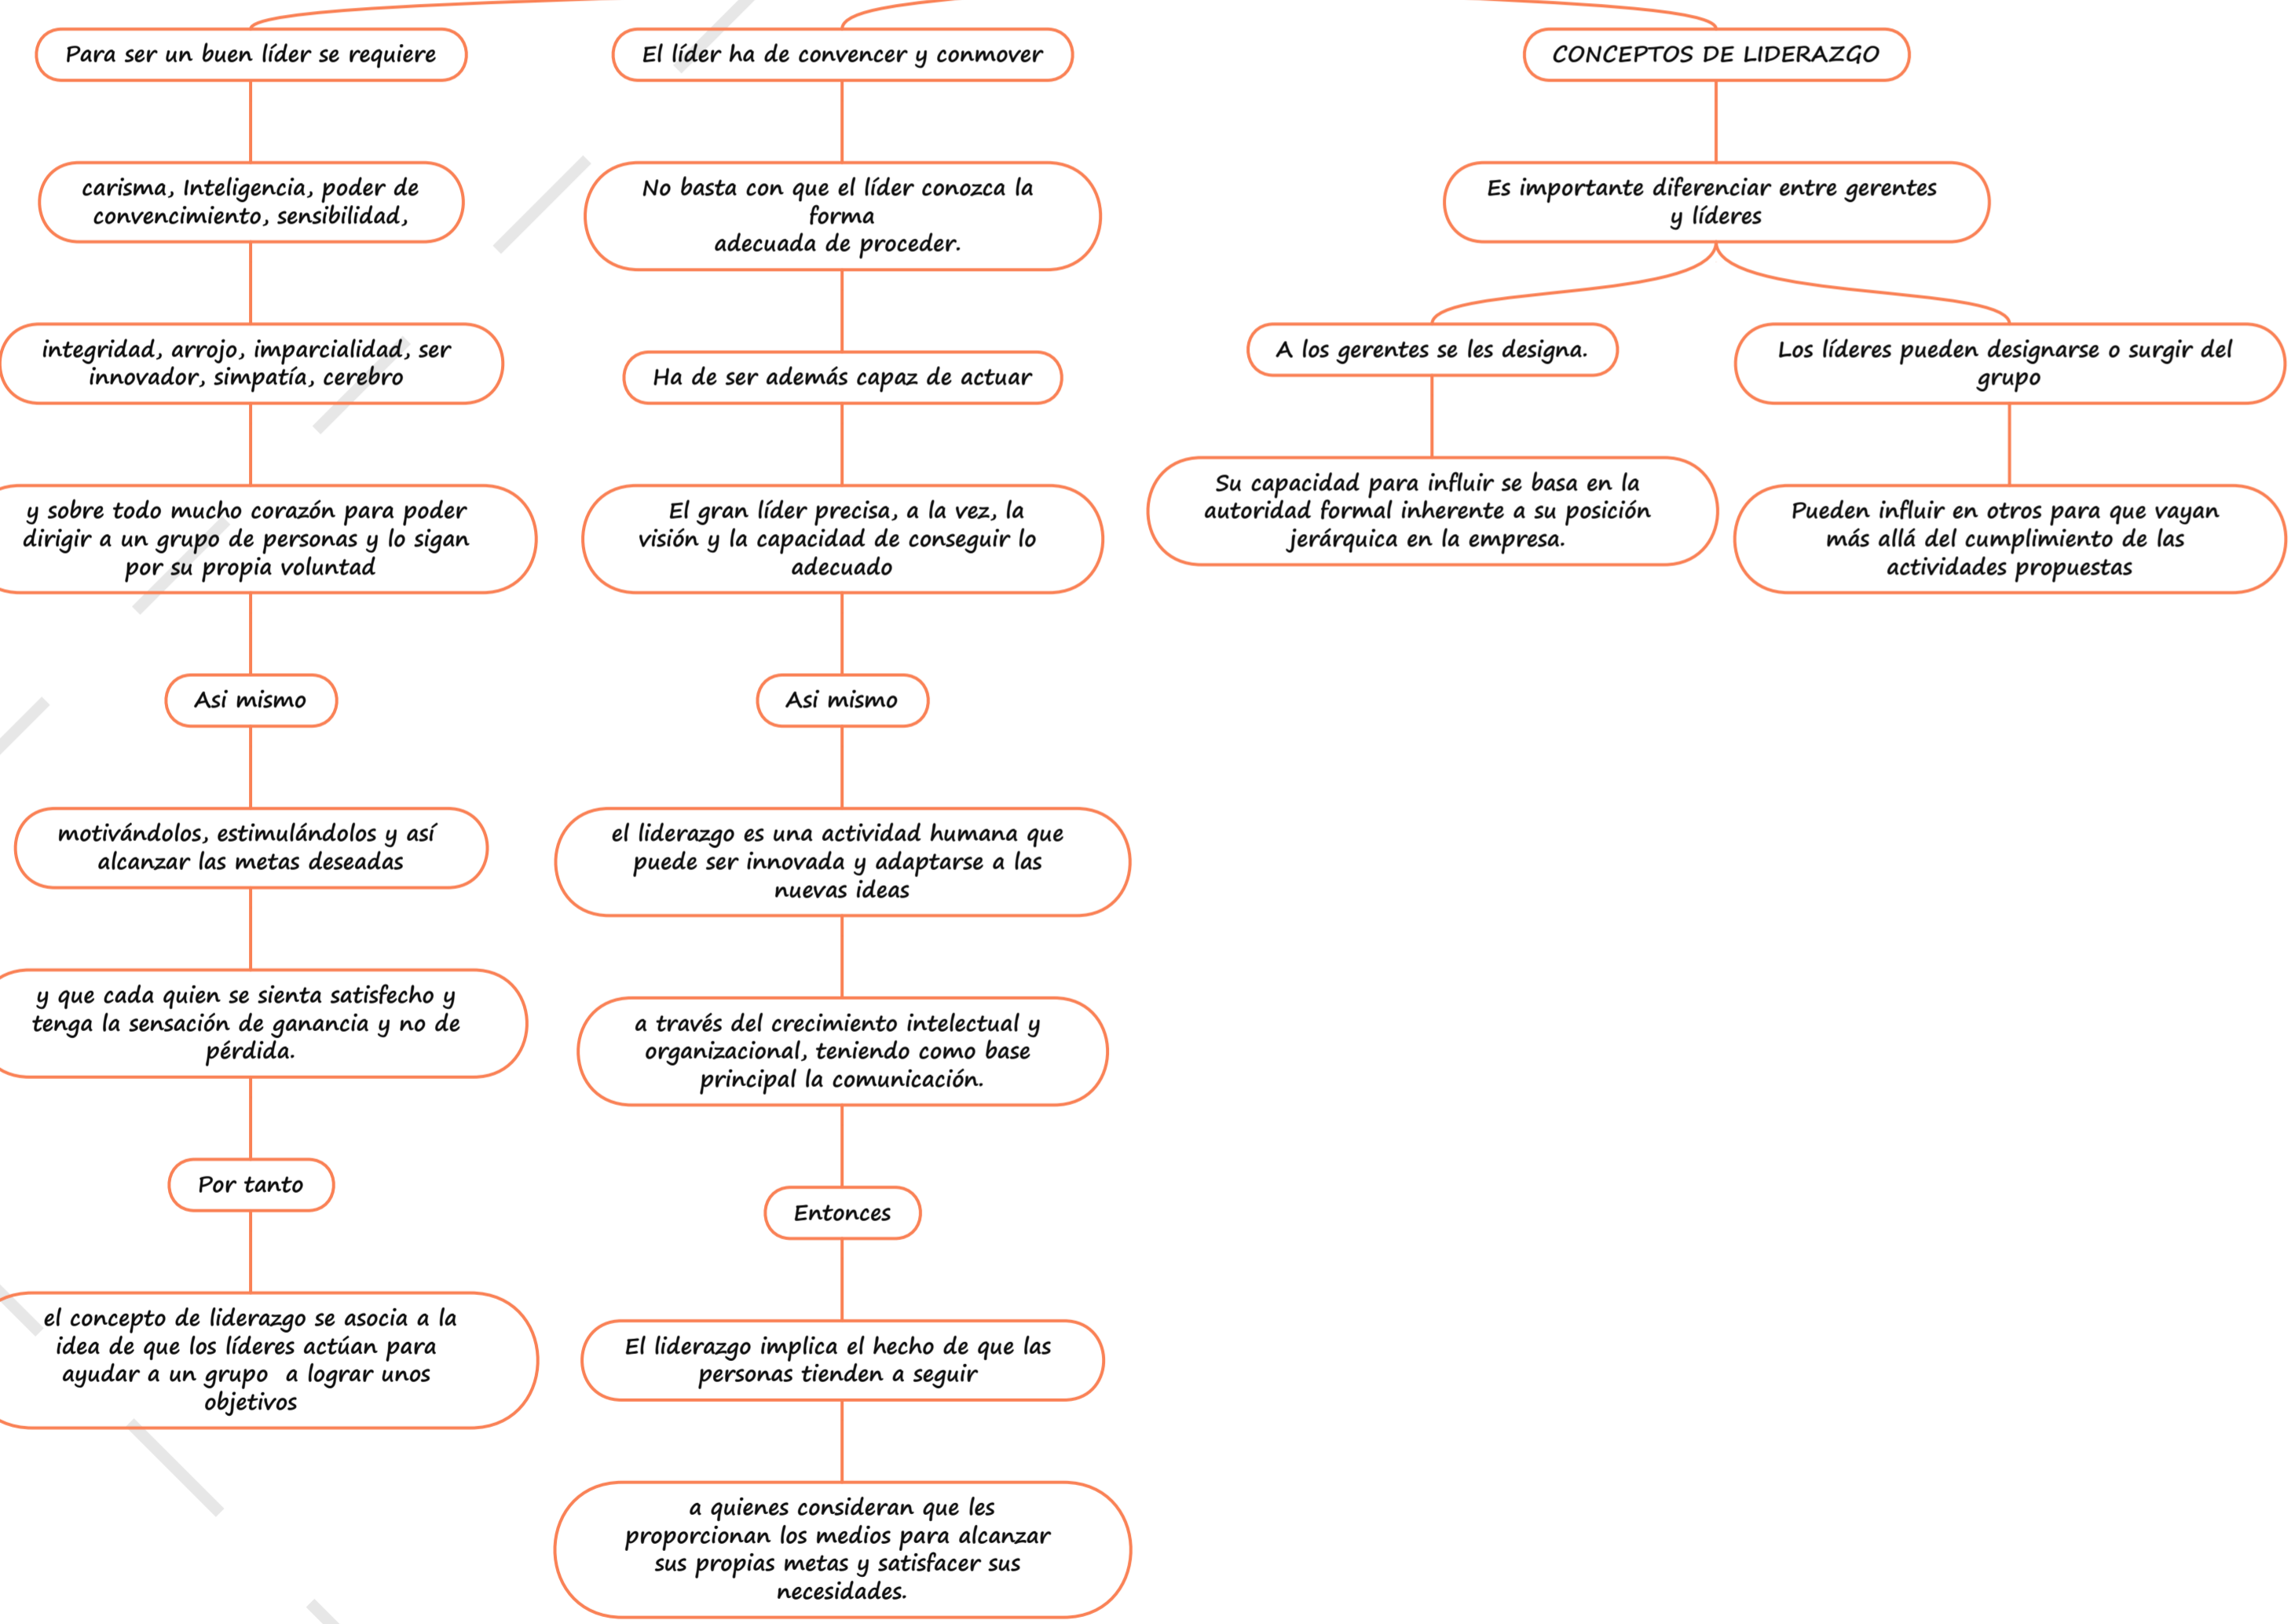 Para ser un buen líder se requiere
carisma, Inteligencia, poder de
convencimiento, sensibilidad,
integridad, arrojo, imparcialidad, ser
innovador, simpatía, cerebro
y sobre todo mucho corazón para poder
dirigir a un grupo de personas y lo sigan
por su propia voluntad
Asi mismo
motivándolos, estimulándolos y así
alcanzar las metas deseadas
y que cada quien se sienta satisfecho y
tenga la sensación de ganancia y no de
pérdida.
Por tanto
el concepto de liderazgo se asocia a la
idea de que los líderes actúan para
ayudar a un grupo  a lograr unos
objetivos
El líder ha de convencer y conmover
No basta con que el líder conozca la
forma
adecuada de proceder.
Ha de ser además capaz de actuar
El gran líder precisa, a la vez, la
visión y la capacidad de conseguir lo
adecuado
Asi mismo
el liderazgo es una actividad humana que
puede ser innovada y adaptarse a las
nuevas ideas
a través del crecimiento intelectual y
organizacional, teniendo como base
principal la comunicación.
Entonces
El liderazgo implica el hecho de que las
personas tienden a seguir
a quienes consideran que les
proporcionan los medios para alcanzar
sus propias metas y satisfacer sus
necesidades.
CONCEPTOS DE LIDERAZGO
Es importante diferenciar entre gerentes
y líderes
A los gerentes se les designa.
Su capacidad para influir se basa en la
autoridad formal inherente a su posición
jerárquica en la empresa.
Los líderes pueden designarse o surgir del
grupo
Pueden influir en otros para que vayan
más allá del cumplimiento de las
actividades propuestas